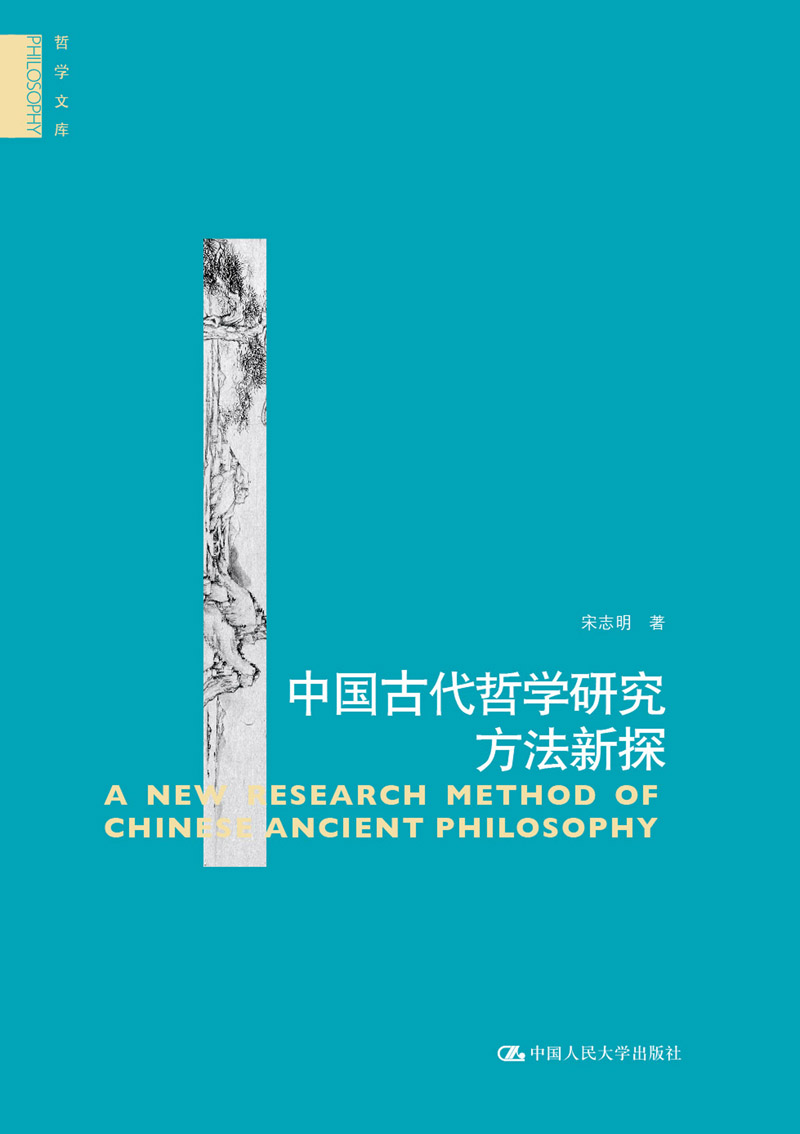 哲学文库
PHILOSOPHY
宋志明 著
中国古代哲学研究
方法新探
A NEW RESEARCH METHOD OF
CHINESE ANCIENT PHILOSOPHY
中国人民大学出版社